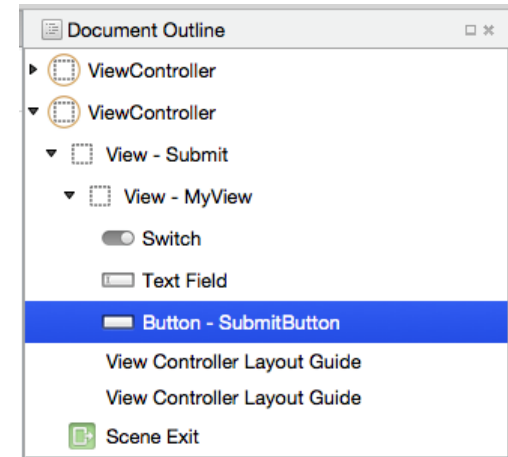 Document Outline
ViewController
ViewController
View - Submit
View - MyView
Switch
Text Field
Button - SubmitButton
View Controller Layout Guide
View Controller Layout Guide
Scene Exit